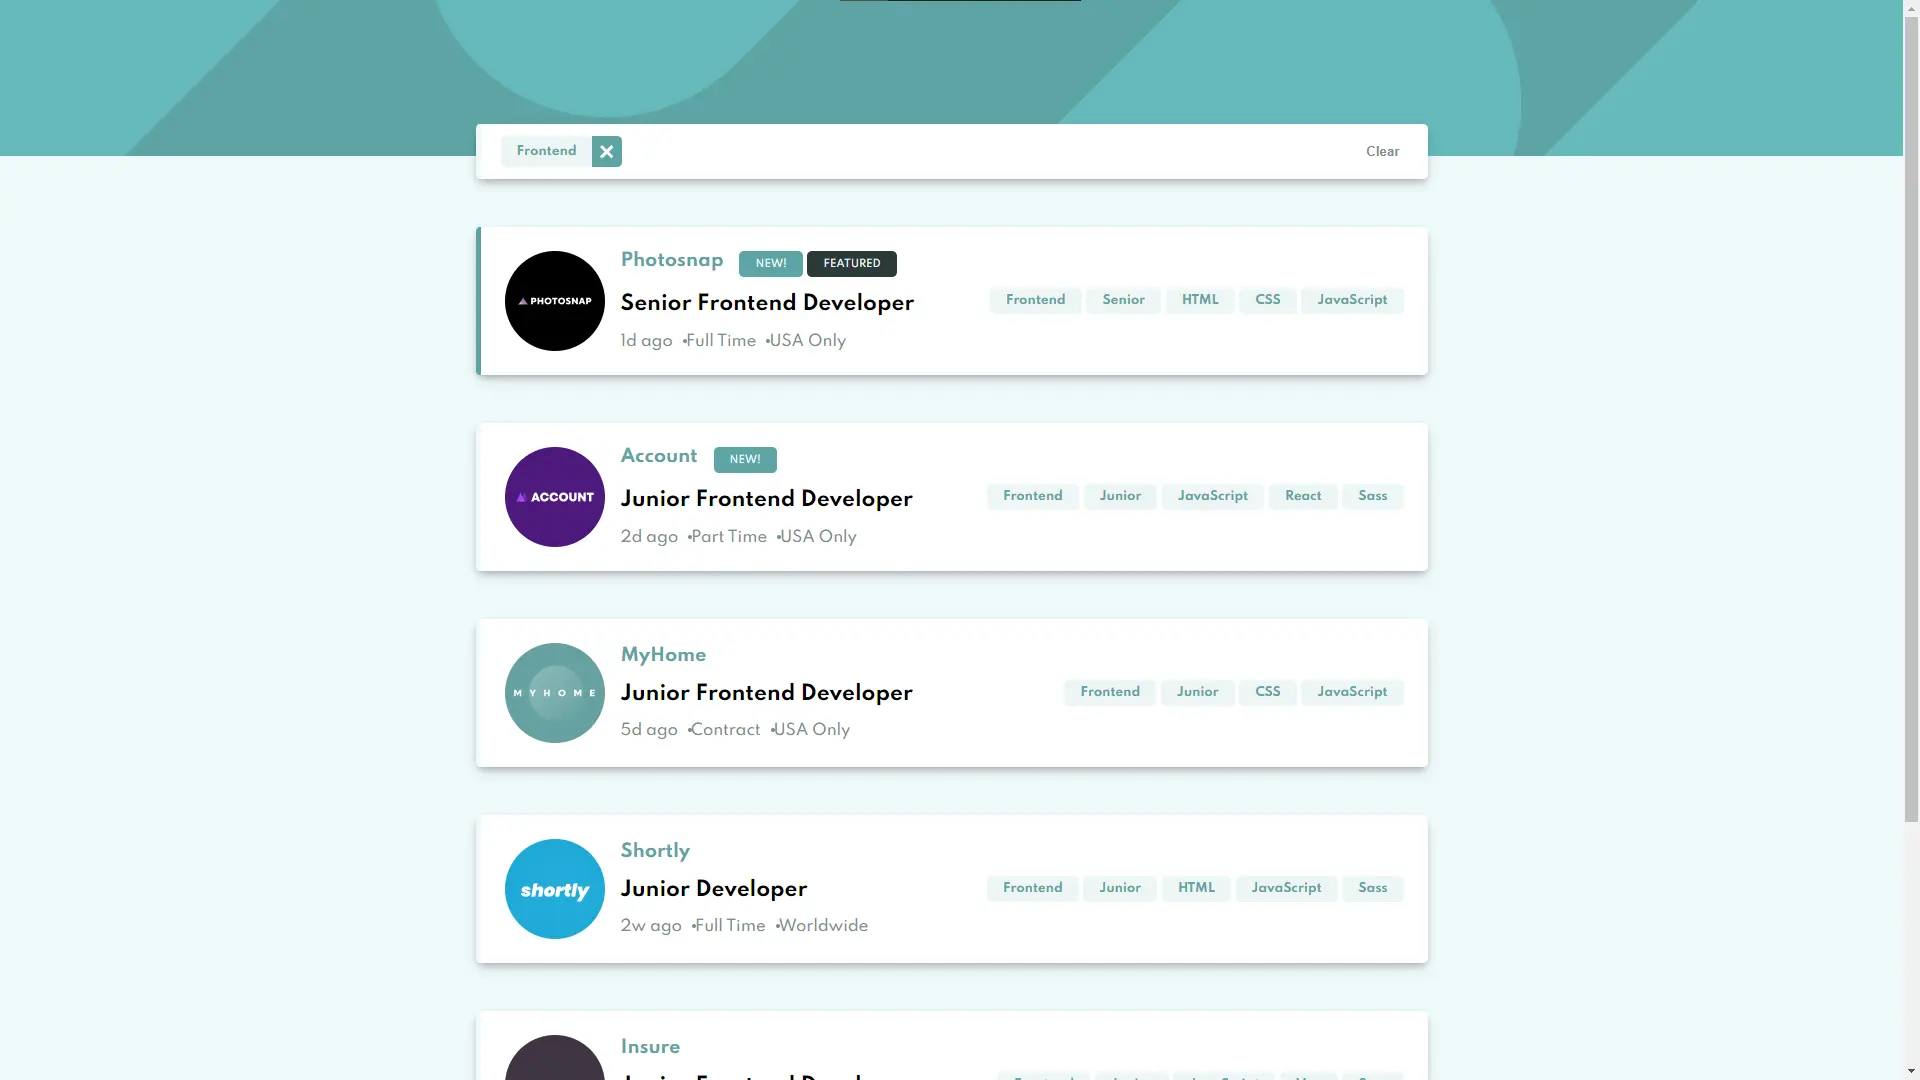 Frontend
Clear
PHOTOSNAP
Photosnap NEW! FEATURED
Senior Frontend Developer
1d ago •Full Time •USA Only
Frontend Senior HTML CSS JavaScript
ACCOUNT
Account NEW!
Junior Frontend Developer
2d ago •Part Time •USA Only
Frontend Junior JavaScript React Sass
MYHOME
MyHome
Junior Frontend Developer
5d ago •Contract •USA Only
Frontend Junior CSS JavaScript
shortly
Shortly
Junior Developer
2w ago •Full Time •Worldwide
Frontend Junior HTML JavaScript Sass
Insure